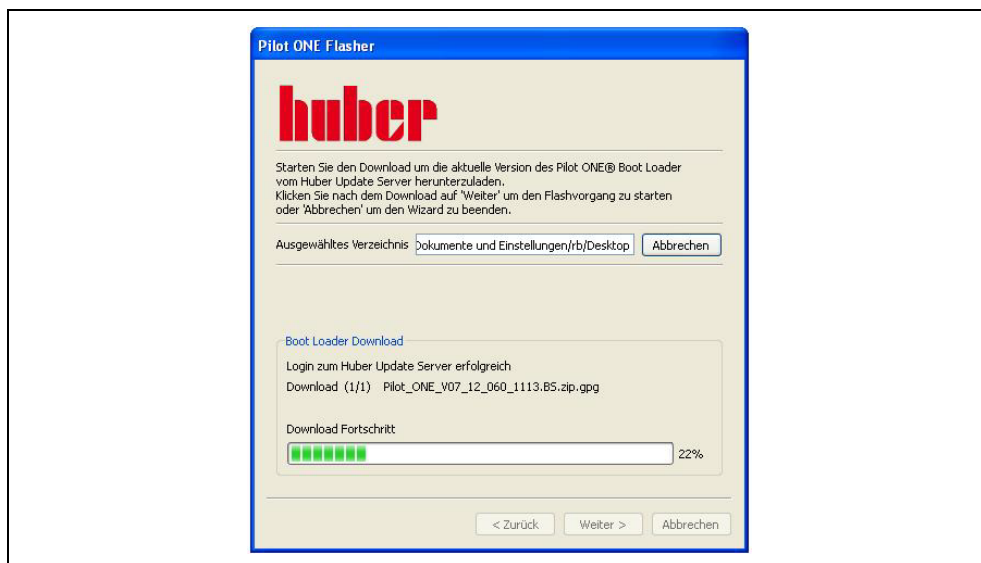 Pilot ONE Flasher
huber
Starten Sie den Download um die aktuelle Version des Pilot ONE® Boot Loader
vom Huber Update Server herunterzuladen.
Klicken Sie nach dem Download auf 'Weiter' um den Flashvorgang zu starten
oder 'Abbrechen' um den Wizard zu beenden.
Ausgewähltes Verzeichnis Dokumente und Einstellungen/rb/Desktop Abbrechen
Boot Loader Download
Login zum Huber Update Server erfolgreich
Download (1/1) Pilot_ONE_V07_12_060_1113.BS.zip.gpg
Download Fortschritt
22%
< Zurück Weiter > Abbrechen